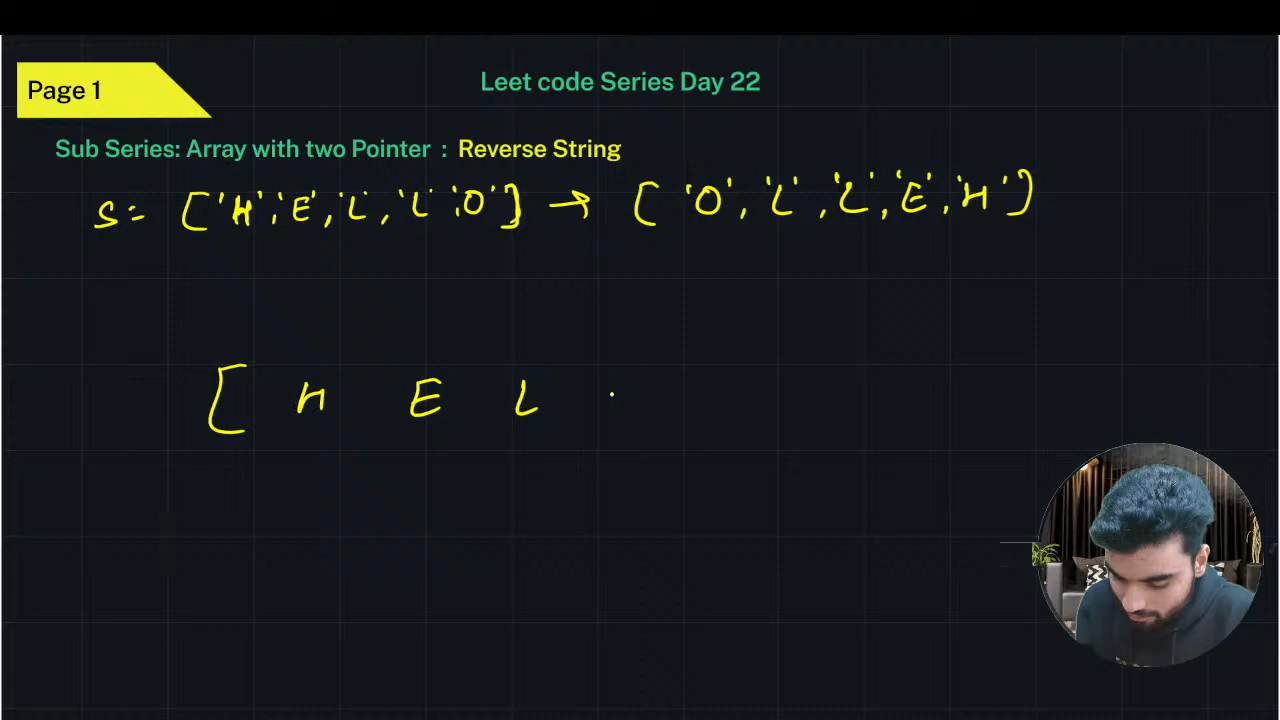 Leet code Series Day 22
Page 1
Sub Series: Array with two Pointer : Reverse String
S = ['H', 'E', 'L', 'L', 'O'] → ['O', 'L', 'L', 'E', 'H']
[ H E L